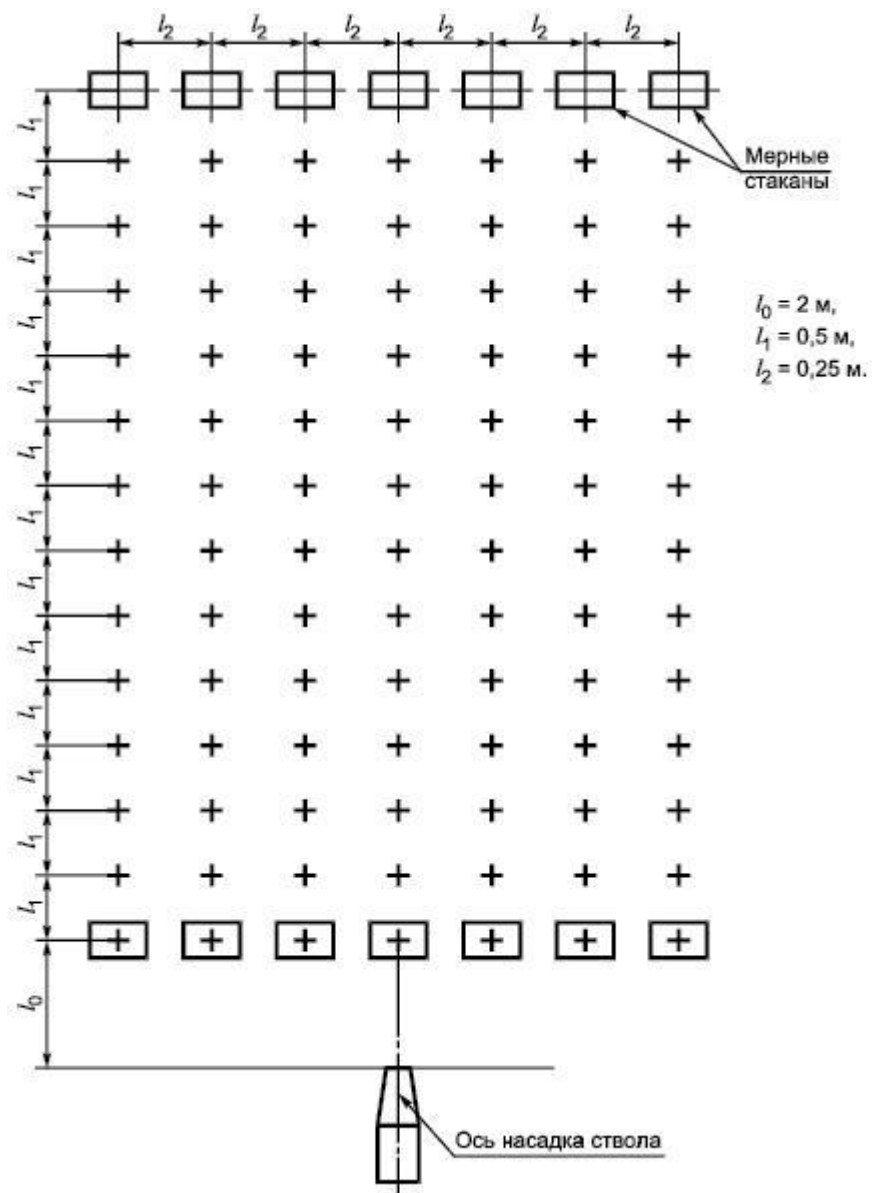 l₂ l₂ l₂ l₂ l₂ l₂
l₁
Мерные
стаканы
l₁
l₁
l₀ = 2 м,
l₁ = 0,5 м,
l₂ = 0,25 м.
l₁
l₁
l₁
l₁
l₁
l₁
l₁
l₁
l₁
l₁
l₀
Ось насадка ствола